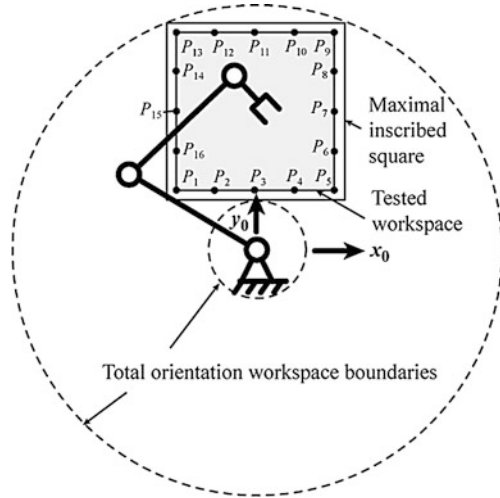 P13 P12 P11 P10 P9
P14 P8
P15 P7
P16 P6
P1 P2 P3 P4 P5
Maximal
inscribed
square
Tested
workspace
y0
x0
Total orientation workspace boundaries